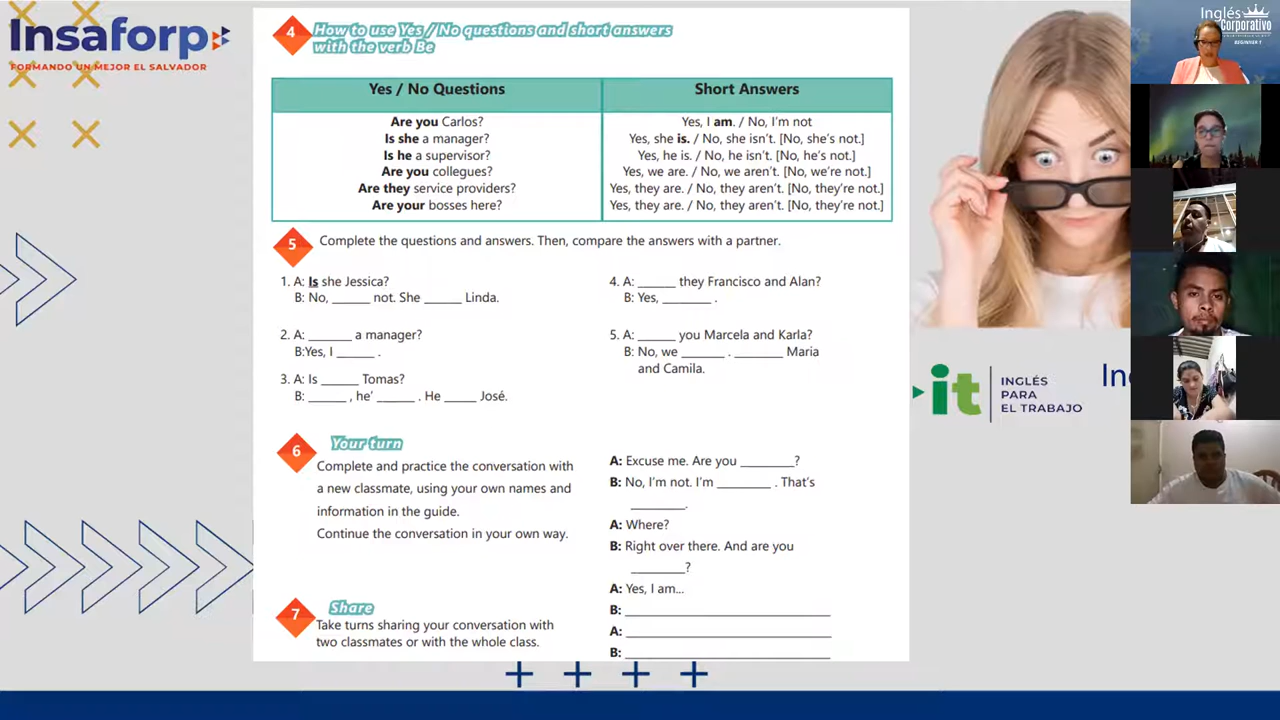 Insaforp
FORMANDO UN MEJOR EL SALVADOR
4
How to use Yes / No questions and short answers
with the verb Be
Yes / No Questions
Short Answers
Are you Carlos?
Yes, I am. / No, I'm not
Is she a manager?
Yes, she is. / No, she isn't. [No, she's not.]
Is he a supervisor?
Yes, he is. / No, he isn't. [No, he's not.]
Are you collegues?
Yes, we are. / No, we aren't. [No, we're not.]
Are they service providers?
Yes, they are. / No, they aren't. [No, they're not.]
Are your bosses here?
Yes, they are. / No, they aren't. [No, they're not.]
5
Complete the questions and answers. Then, compare the answers with a partner.
1. A: Is she Jessica?
B: No, ______ not. She ______ Linda.
2. A: _______ a manager?
B:Yes, I ______ .
3. A: Is ______ Tomas?
B: ______ , he' ______ . He _____ José.
4. A: ______ they Francisco and Alan?
B: Yes, ________ .
5. A: ______ you Marcela and Karla?
B: No, we _______ . ________ Maria
and Camila.
6
Your turn
Complete and practice the conversation with
a new classmate, using your own names and
information in the guide.
Continue the conversation in your own way.
A: Excuse me. Are you _________?
B: No, I'm not. I'm _________ . That's
_________.
A: Where?
B: Right over there. And are you
_________?
A: Yes, I am...
B: __________________________________
A: __________________________________
B: __________________________________
7
Share
Take turns sharing your conversation with
two classmates or with the whole class.
it
INGLÉS
PARA
EL TRABAJO
Inglés
Corporativo
BEGINNER 1